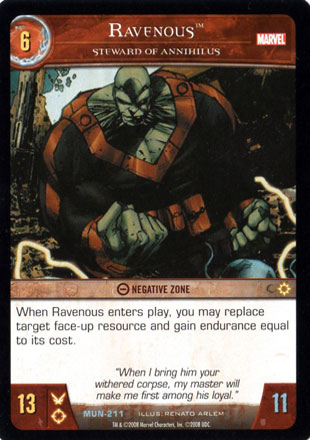 6
RAVENOUS™
STEWARD OF ANNIHILUS
MARVEL
NEGATIVE ZONE
C
When Ravenous enters play, you may replace
target face-up resource and gain endurance equal
to its cost.
"When I bring him your
withered corpse, my master will
make me first among his loyal."
13
MUN-211 ILLUS: RENATO ARLEM
11
TM & ©2008 Marvel Characters, Inc. ©2008 UDC.